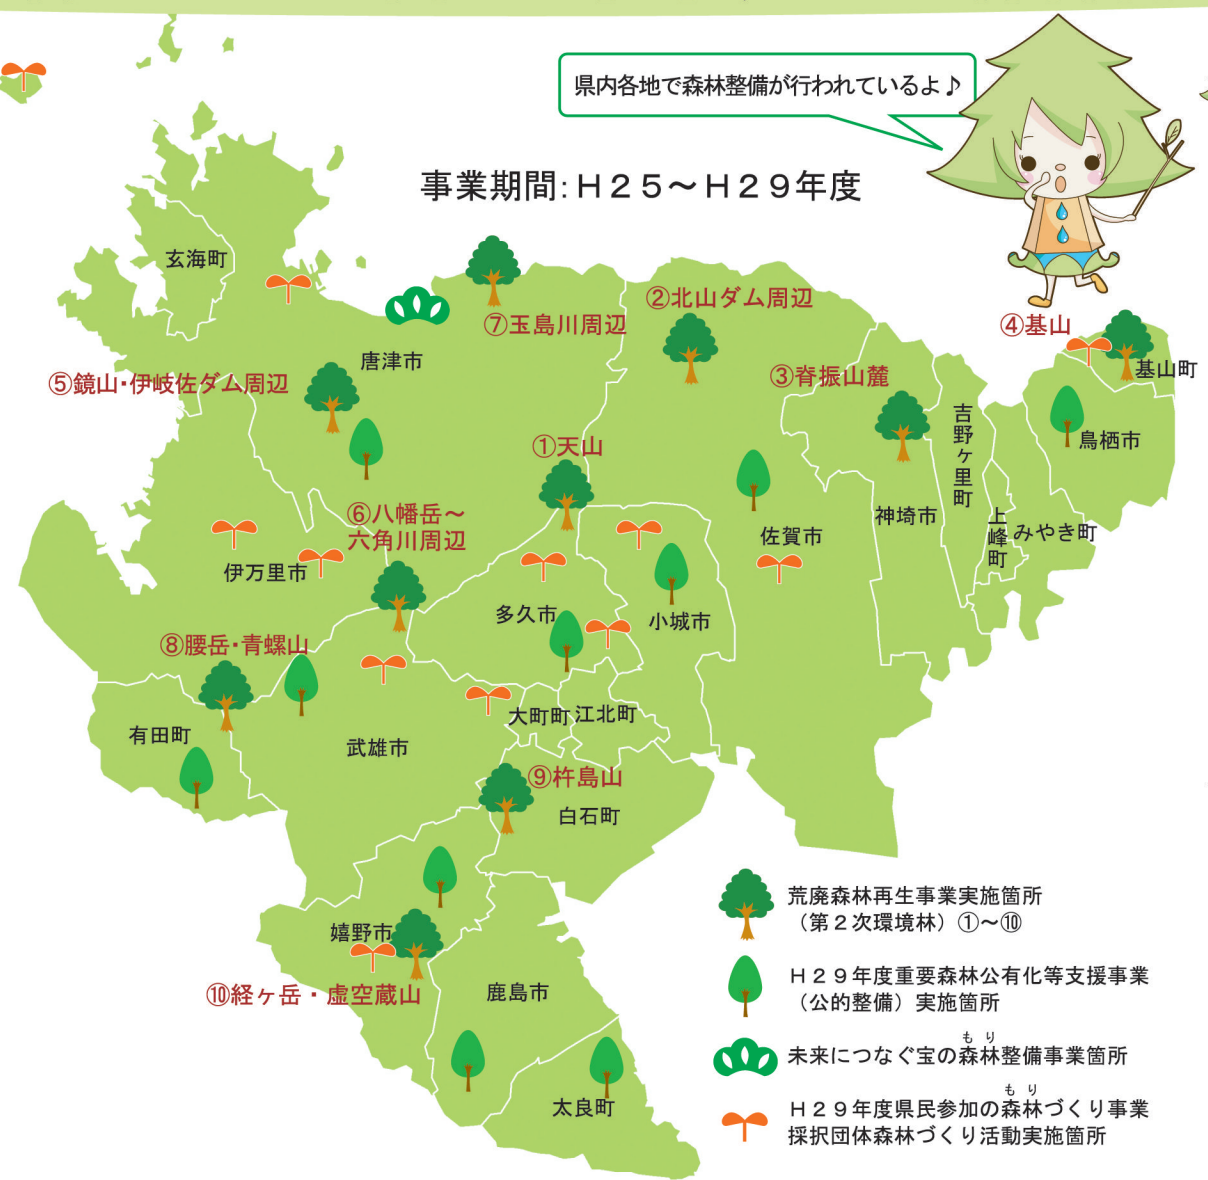 県内各地で森林整備が行われているよ♪
事業期間:H25～H29年度
玄海町
②北山ダム周辺
⑦玉島川周辺
④基山
唐津市
基山町
⑤鏡山・伊岐佐ダム周辺
③脊振山麓
吉野ヶ里町
鳥栖市
①天山
⑥八幡岳～
六角川周辺
神埼市
佐賀市
上峰町
みやき町
伊万里市
多久市
小城市
⑧腰岳・青螺山
大町町
江北町
有田町
武雄市
⑨杵島山
白石町
荒廃森林再生事業実施箇所
（第２次環境林）①～⑩
嬉野市
H29年度重要森林公有化等支援事業
（公的整備）実施箇所
⑩経ヶ岳・虚空蔵山
鹿島市
もり
未来につなぐ宝の森林整備事業箇所
もり
H29年度県民参加の森林づくり事業
採択団体森林づくり活動実施箇所
太良町